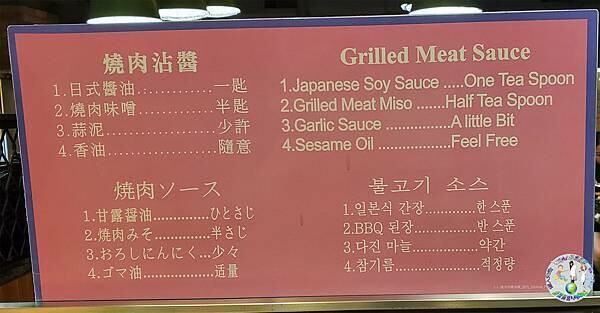 燒肉沾醬
1.日式醬油..............一匙
2.燒肉味噌............半匙
3.蒜泥..................少許
4.香油..................隨意
Grilled Meat Sauce
1.Japanese Soy Sauce .....One Tea Spoon
2.Grilled Meat Miso .......Half Tea Spoon
3.Garlic Sauce ................A little Bit
4.Sesame Oil ..................Feel Free
焼肉ソース
1.甘露醤油..............ひとさじ
2.焼肉みそ..............半さじ
3.おろしにんにく...少々
4.ゴマ油.................適量
불고기 소스
1.일본식 간장............한 스푼
2.BBQ 된장...............반 스푼
3.다진 마늘...............약간
4.참기름....................적정량